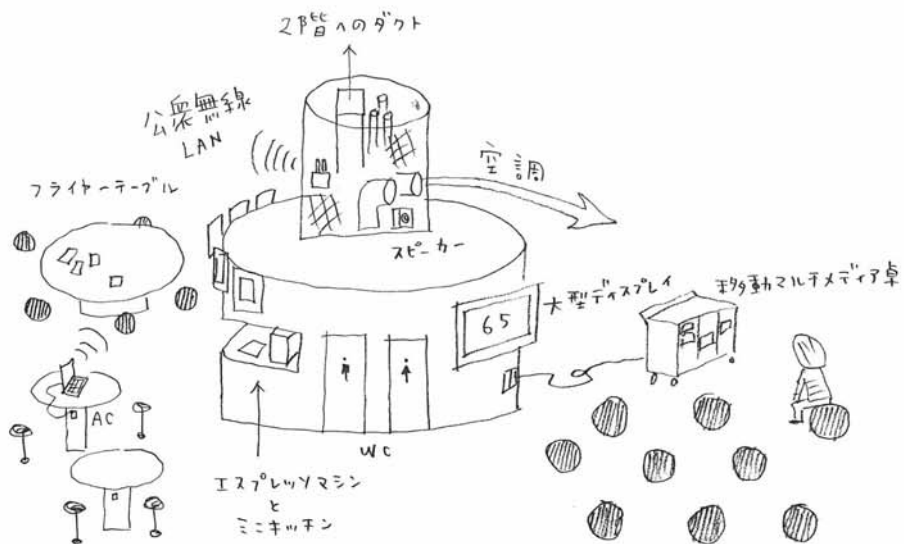 2階へのダクト
公衆無線
LAN
空調
フライヤーテーブル
スピーカー
大型ディスプレイ
移動マルチメディア卓
65
AC
WC
エスプレッソマシン
と
ミニキッチン